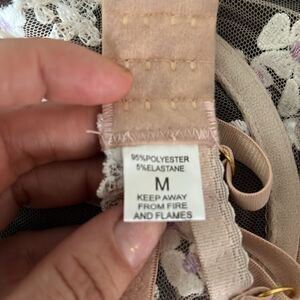 95%POLYESTER
5%ELASTANE
M
KEEP AWAY
FROM FIRE
AND FLAMES